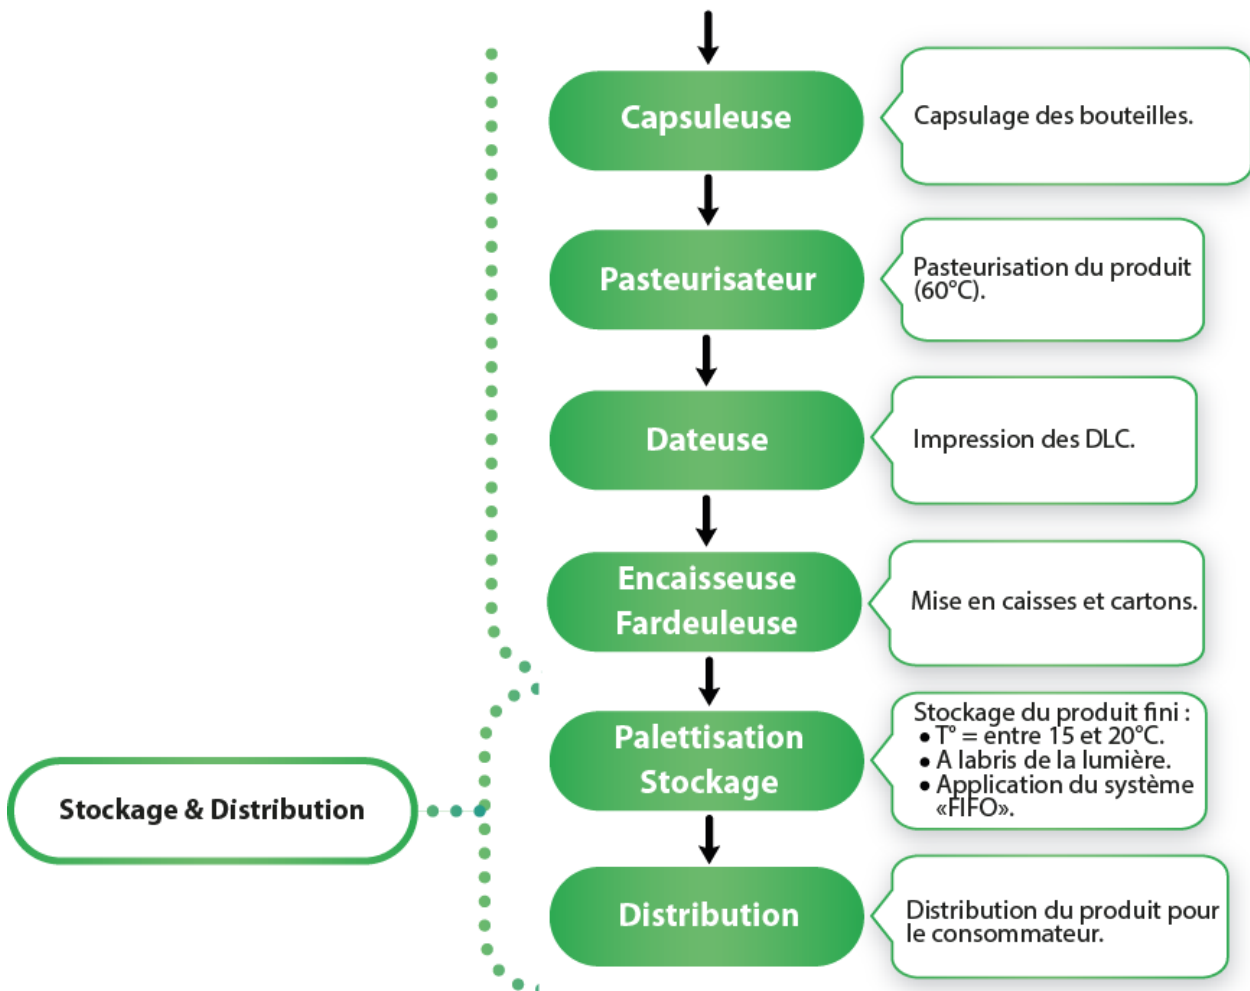 Capsuleuse
Capsulage des bouteilles.
Pasteurisateur
Pasteurisation du produit
(60°C).
Dateuse
Impression des DLC.
Encaisseuse
Fardeuleuse
Mise en caisses et cartons.
Palettisation
Stockage
Stockage du produit fini :
• T° = entre 15 et 20°C.
• A labris de la lumière.
• Application du système
«FIFO».
Stockage & Distribution
Distribution
Distribution du produit pour
le consommateur.